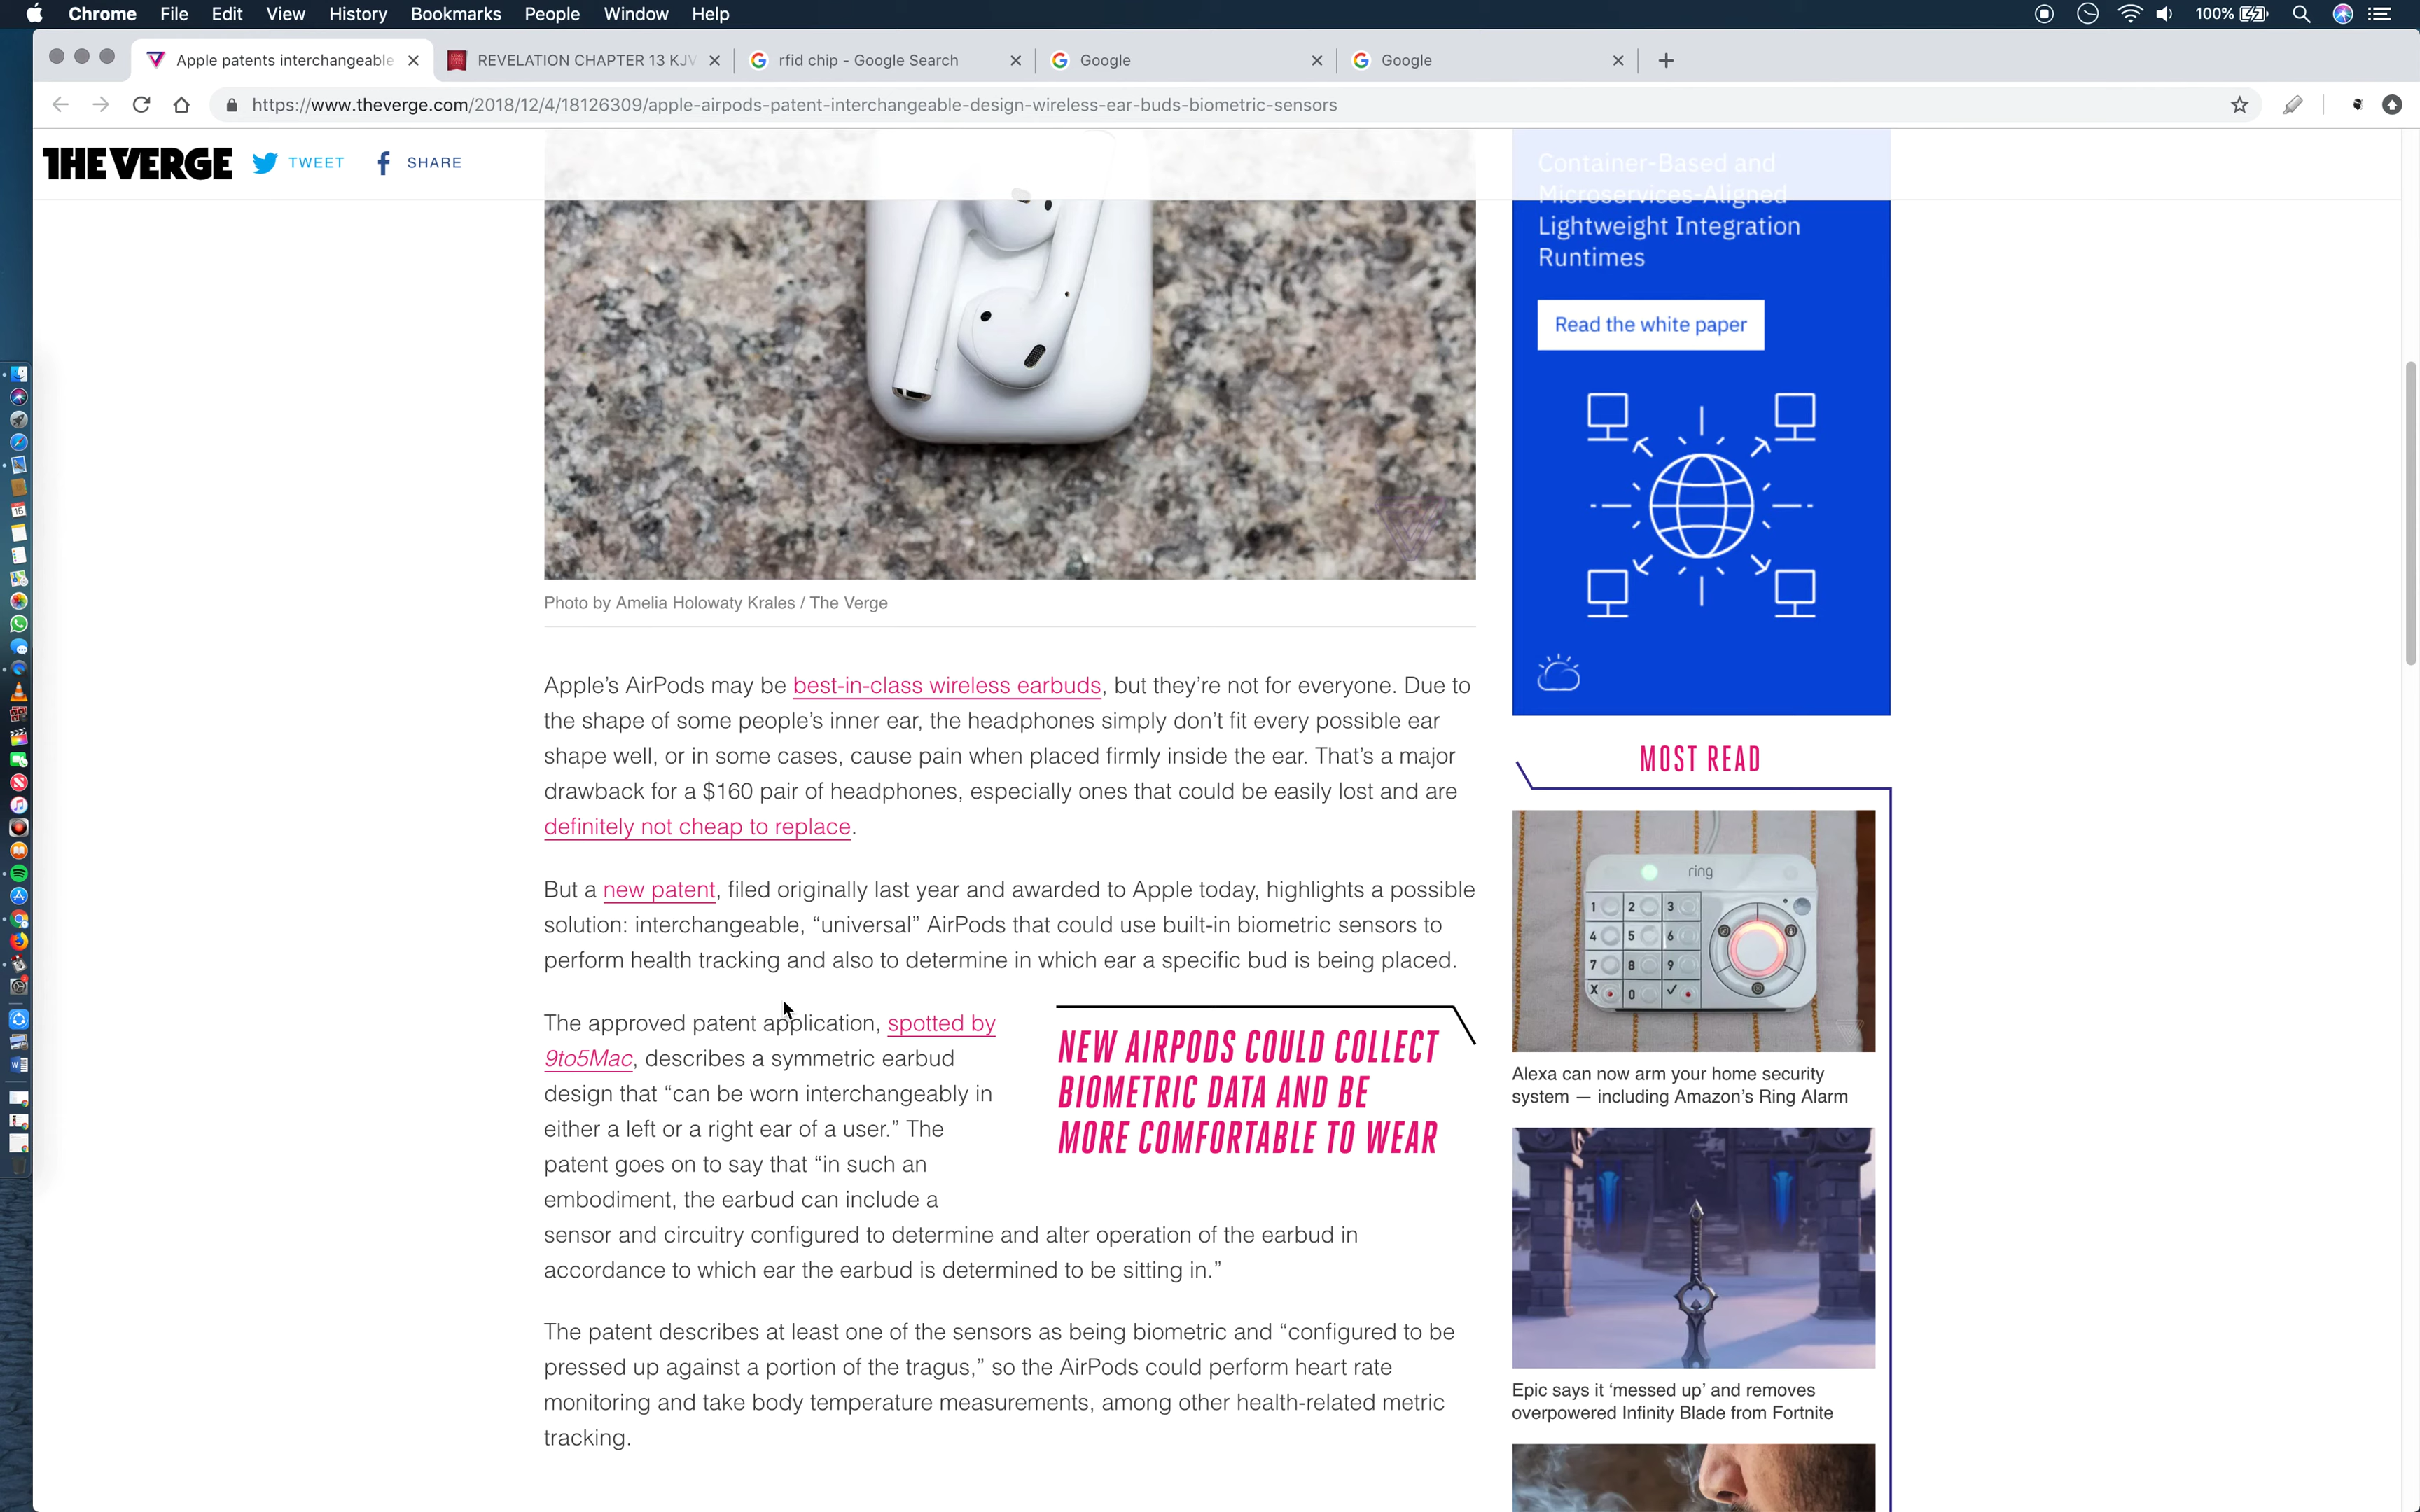 Chrome File Edit View History Bookmarks People Window Help 100%
Apple patents interchangeable
REVELATION CHAPTER 13 KJV
rfid chip - Google Search
Google
Google
https://www.theverge.com/2018/12/4/18126309/apple-airpods-patent-interchangeable-design-wireless-ear-buds-biometric-sensors
THE VERGE TWEET SHARE
Photo by Amelia Holowaty Krales / The Verge
Apple’s AirPods may be best-in-class wireless earbuds, but they’re not for everyone. Due to
the shape of some people’s inner ear, the headphones simply don’t fit every possible ear
shape well, or in some cases, cause pain when placed firmly inside the ear. That’s a major
drawback for a $160 pair of headphones, especially ones that could be easily lost and are
definitely not cheap to replace.
But a new patent, filed originally last year and awarded to Apple today, highlights a possible
solution: interchangeable, “universal” AirPods that could use built-in biometric sensors to
perform health tracking and also to determine in which ear a specific bud is being placed.
The approved patent application, spotted by
9to5Mac, describes a symmetric earbud
design that “can be worn interchangeably in
either a left or a right ear of a user.” The
patent goes on to say that “in such an
embodiment, the earbud can include a
sensor and circuitry configured to determine and alter operation of the earbud in
accordance to which ear the earbud is determined to be sitting in.”
NEW AIRPODS COULD COLLECT
BIOMETRIC DATA AND BE
MORE COMFORTABLE TO WEAR
The patent describes at least one of the sensors as being biometric and “configured to be
pressed up against a portion of the tragus,” so the AirPods could perform heart rate
monitoring and take body temperature measurements, among other health-related metric
tracking.
Container-Based and
Microservices-Aligned
Lightweight Integration
Runtimes
Read the white paper
MOST READ
ring
1 2 3
4 5 6
7 8 9
X 0 ✓
Alexa can now arm your home security
system — including Amazon’s Ring Alarm
Epic says it ‘messed up’ and removes
overpowered Infinity Blade from Fortnite
15